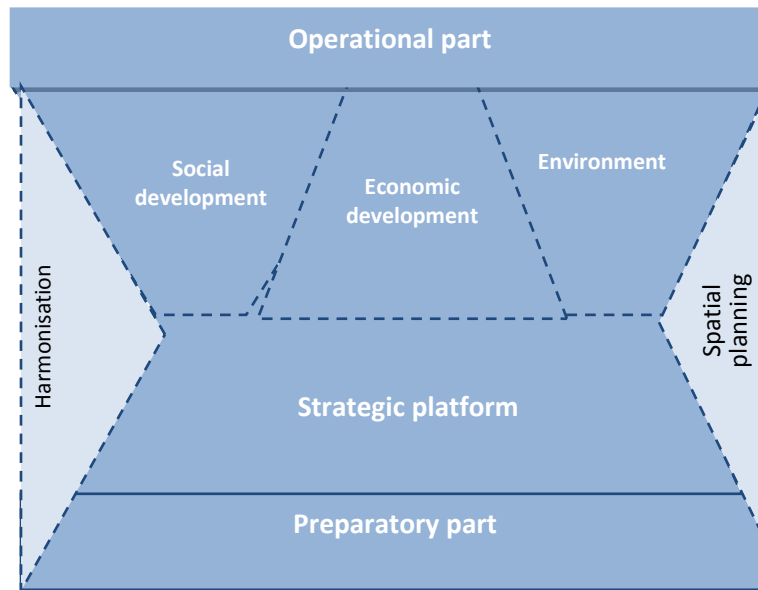 Operational part
Social
development
Economic
development
Environment
Harmonisation
Spatial
planning
Strategic platform
Preparatory part